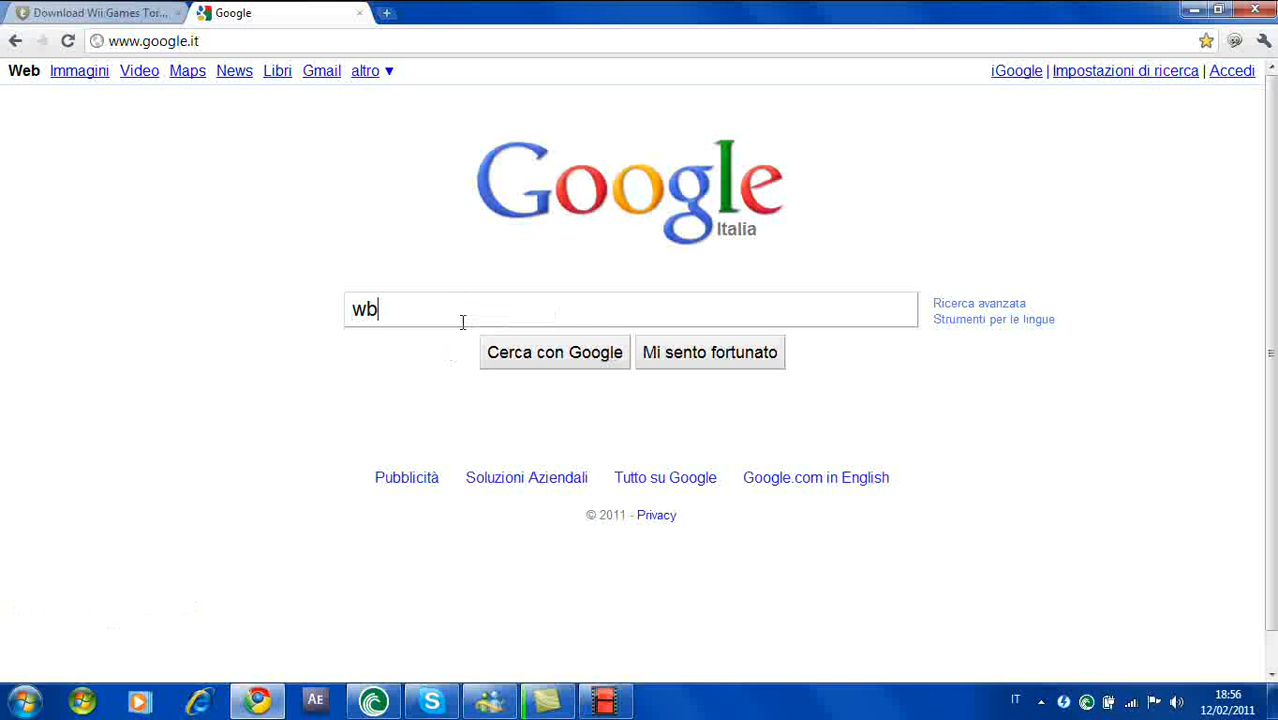 Download Wii Games Tor...
Google
www.google.it
Web Immagini Video Maps News Libri Gmail altro ▼
iGoogle | Impostazioni di ricerca | Accedi
Google
Italia
wb
Ricerca avanzata
Strumenti per le lingue
Cerca con Google
Mi sento fortunato
Pubblicità Soluzioni Aziendali Tutto su Google Google.com in English
© 2011 - Privacy
AE
S
IT
18:56
12/02/2011